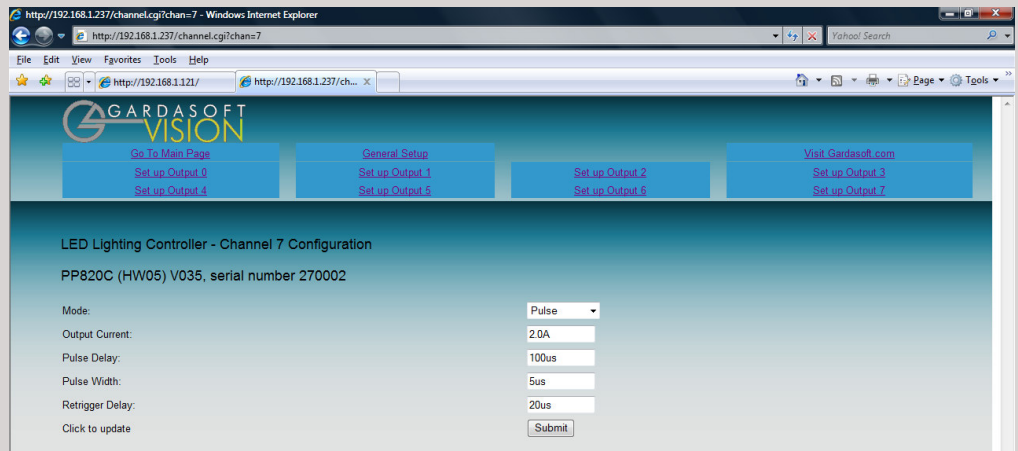 http://192.168.1.237/channel.cgi?chan=7 - Windows Internet Explorer
http://192.168.1.237/channel.cgi?chan=7
Yahoo! Search
File Edit View Favorites Tools Help
http://192.168.1.121/
http://192.168.1.237/ch... X
Page Tools »
GARDASOFT
VISION
Go To Main Page General Setup Visit Gardasoft.com
Set up Output 0 Set up Output 1 Set up Output 2 Set up Output 3
Set up Output 4 Set up Output 5 Set up Output 6 Set up Output 7
LED Lighting Controller - Channel 7 Configuration
PP820C (HW05) V035, serial number 270002
Mode: Pulse
Output Current: 2.0A
Pulse Delay: 100us
Pulse Width: 5us
Retrigger Delay: 20us
Click to update Submit